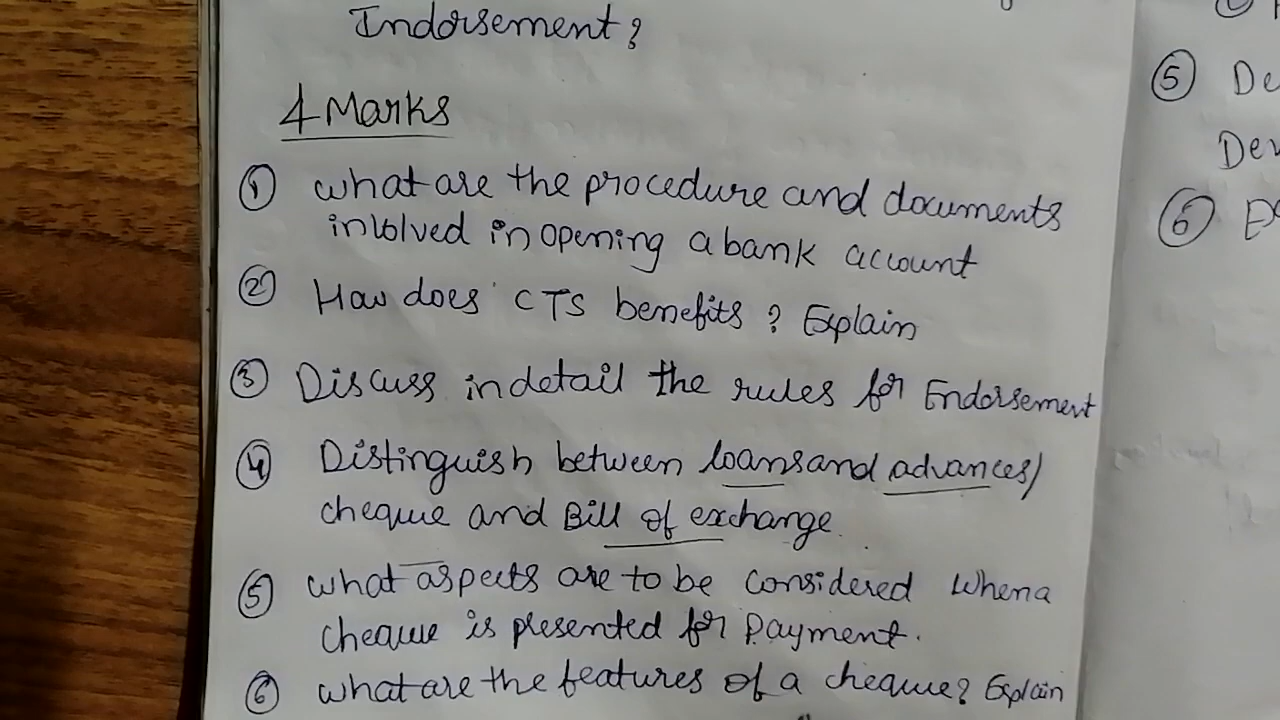 Indorsement?
4 Marks
① what are the procedure and documents
involved in opening a bank account
② How does CTS benefits? Explain
③ Discuss in detail the rules for Endorsement
④ Distinguish between loans and advances/
cheque and Bill of exchange.
⑤ what aspects are to be considered when a
cheque is presented for Payment.
⑥ what are the features of a cheque? Explain
⑤ De
Dev
⑥ Ex